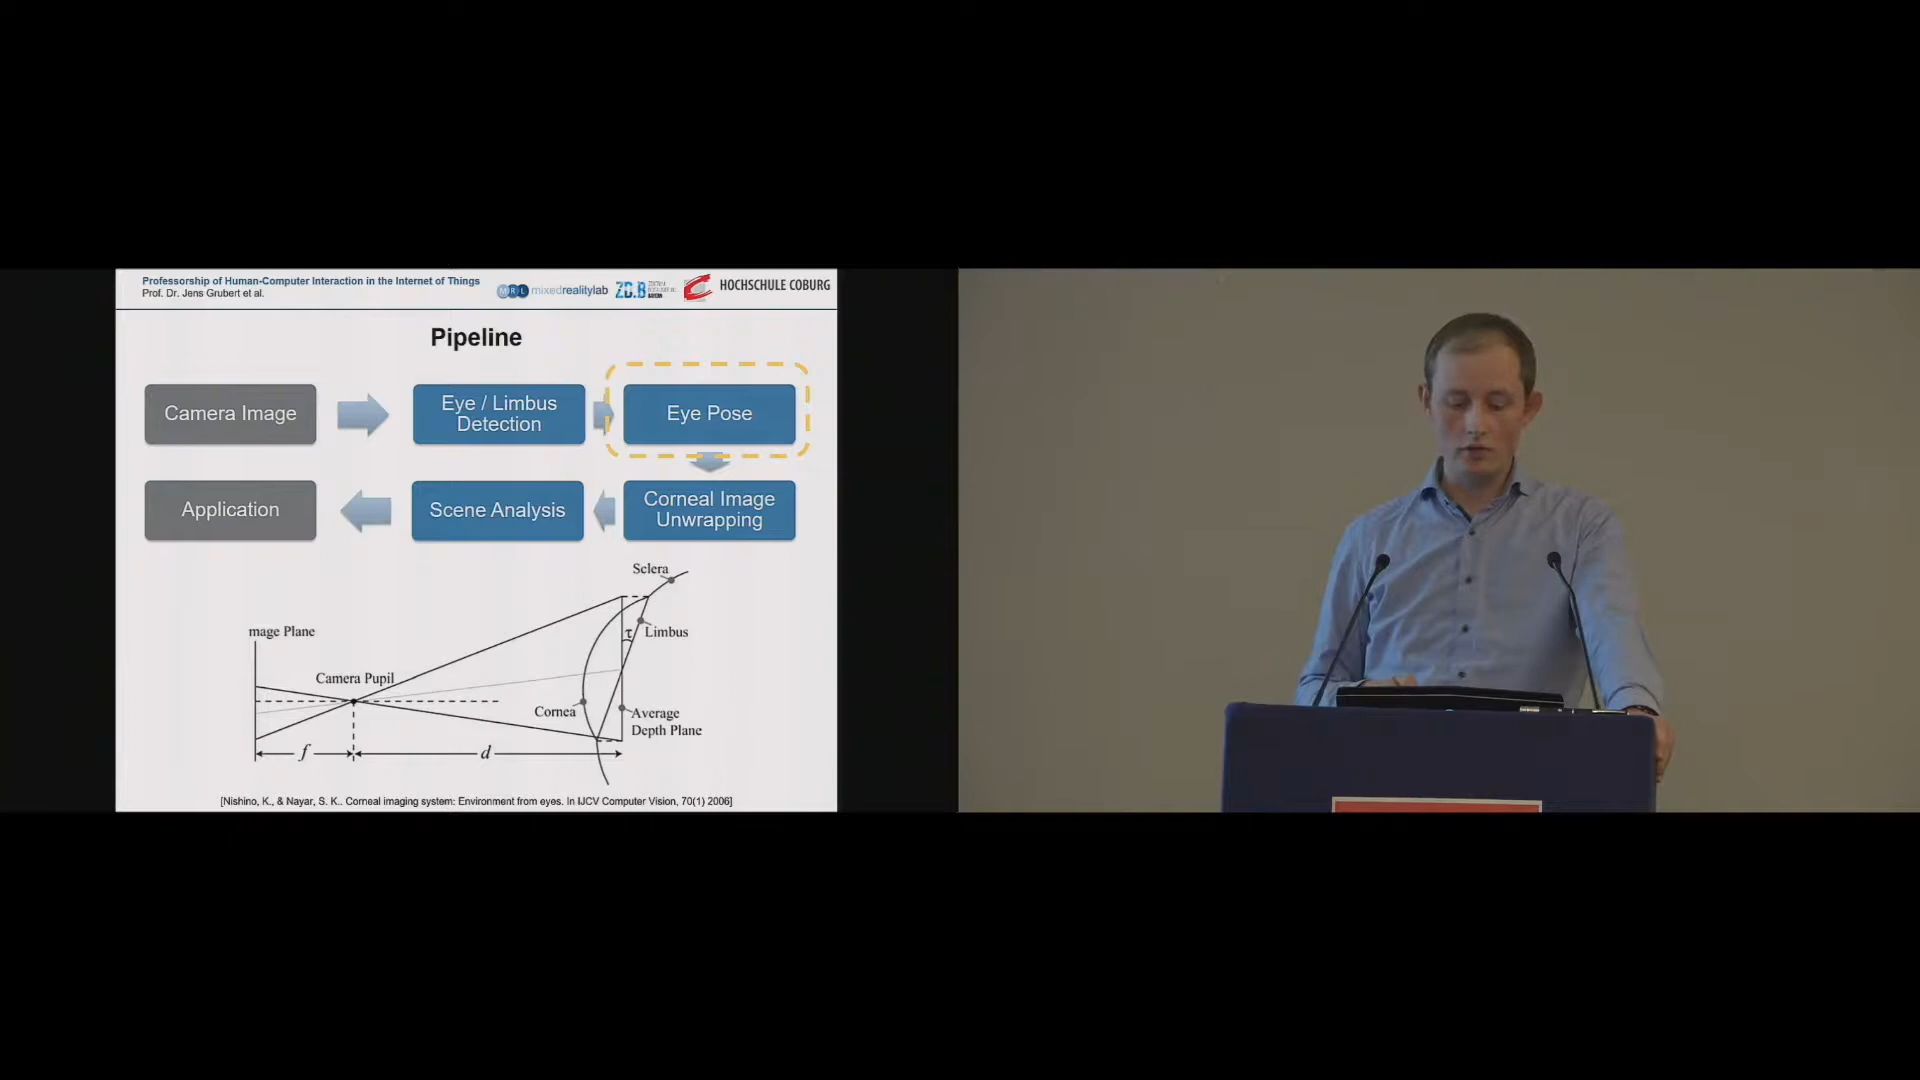 Professorship of Human-Computer Interaction in the Internet of Things
Prof. Dr. Jens Grubert et al.
MRL mixedrealitylab
ZD.B
HOCHSCHULE COBURG
Pipeline
Camera Image
Eye / Limbus
Detection
Eye Pose
Application
Scene Analysis
Corneal Image
Unwrapping
Sclera
mage Plane
τ
Limbus
Camera Pupil
Cornea
Average
Depth Plane
f
d
[Nishino, K., & Nayar, S. K.. Corneal imaging system: Environment from eyes. In IJCV Computer Vision, 70(1) 2006]